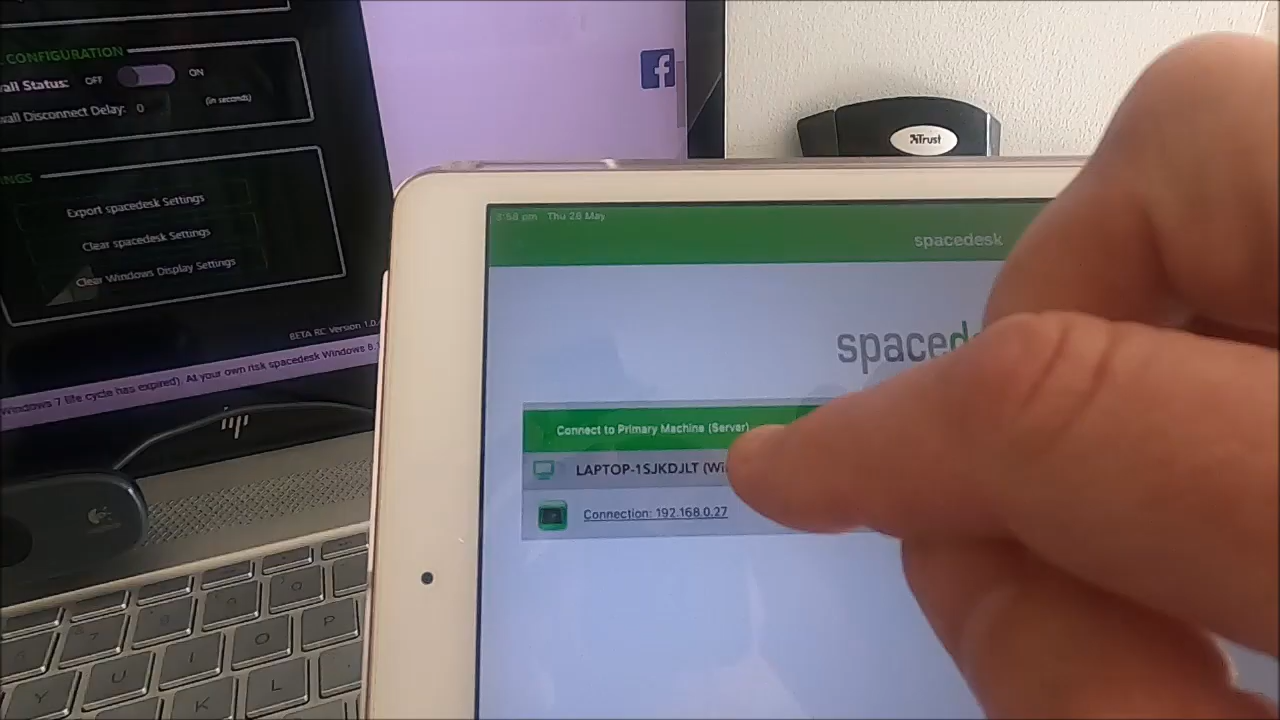 CONFIGURATION
Status: OFF ON
Disconnect Delay: 0 (in seconds)
Export spacedesk Settings
Clear spacedesk Settings
Clear Windows Display Settings
BETA RC Version 1.0.
Windows 7 life cycle has expired). At your own risk spacedesk Windows 8.
hp
Trust
3:58 pm Thu 26 May
spacedesk
spaced
Connect to Primary Machine (Server)
LAPTOP-1SJKDJLT (Wi
Connection: 192.168.0.27
P
O
I
U
Y
L
K